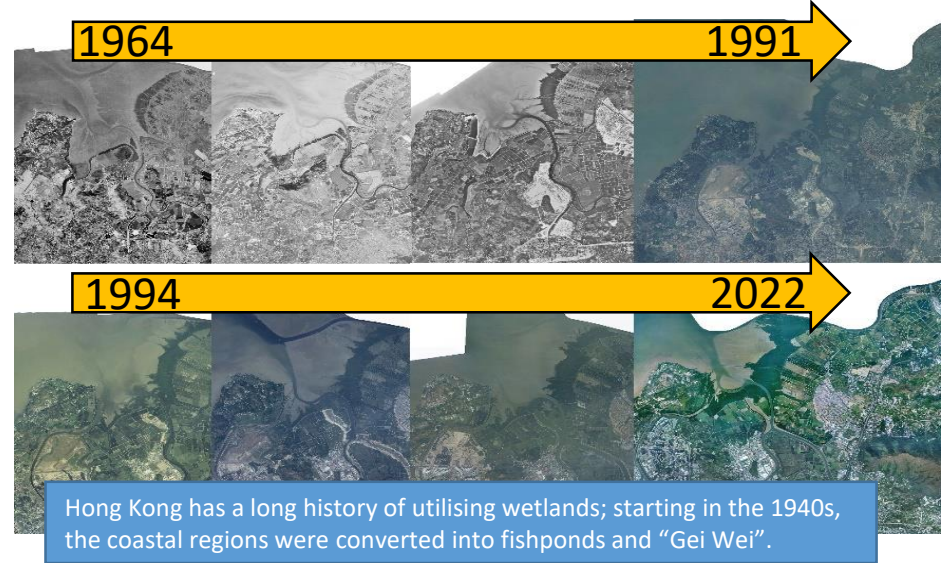 1964 1991
1994 2022
Hong Kong has a long history of utilising wetlands; starting in the 1940s,
the coastal regions were converted into fishponds and “Gei Wei”.